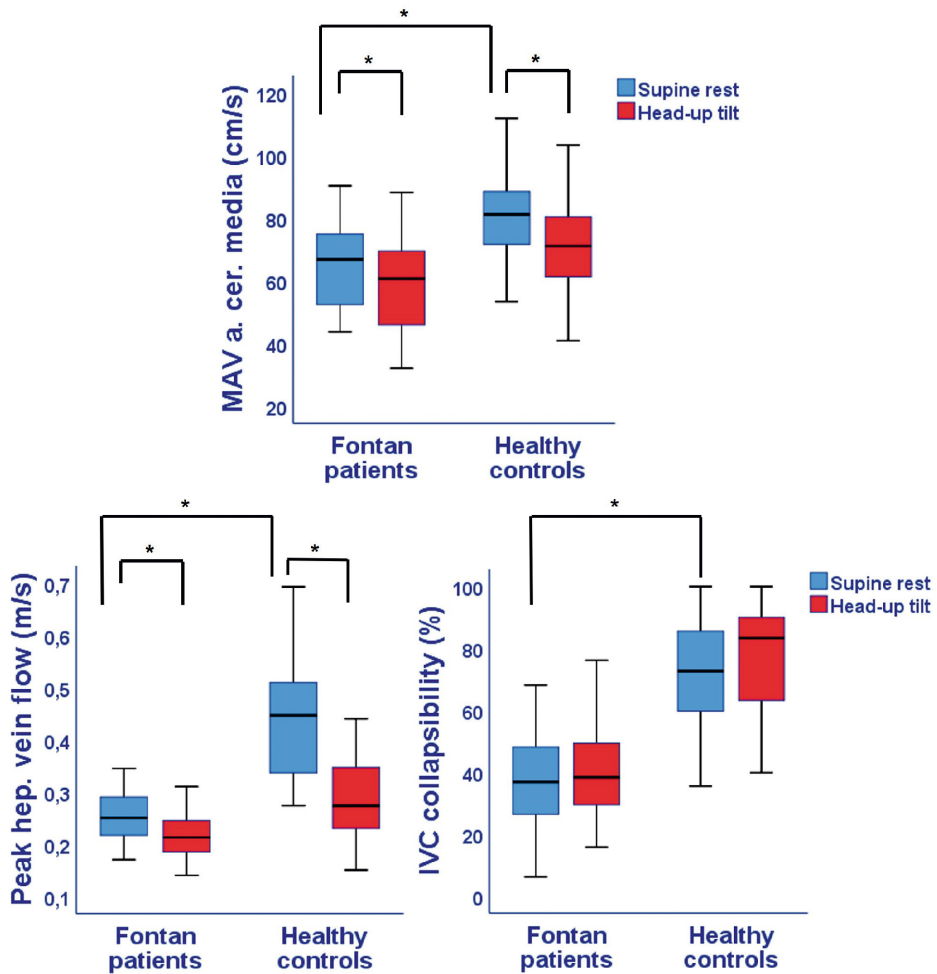 *
*
*
MAV a. cer. media (cm/s)
120
100
80
60
40
20
Supine rest
Head-up tilt
Fontan
patients
Healthy
controls
*
*
*
Peak hep. vein flow (m/s)
0,7
0,6
0,5
0,4
0,3
0,2
0,1
Fontan
patients
Healthy
controls
*
IVC collapsibility (%)
100
80
60
40
20
0
Supine rest
Head-up tilt
Fontan
patients
Healthy
controls